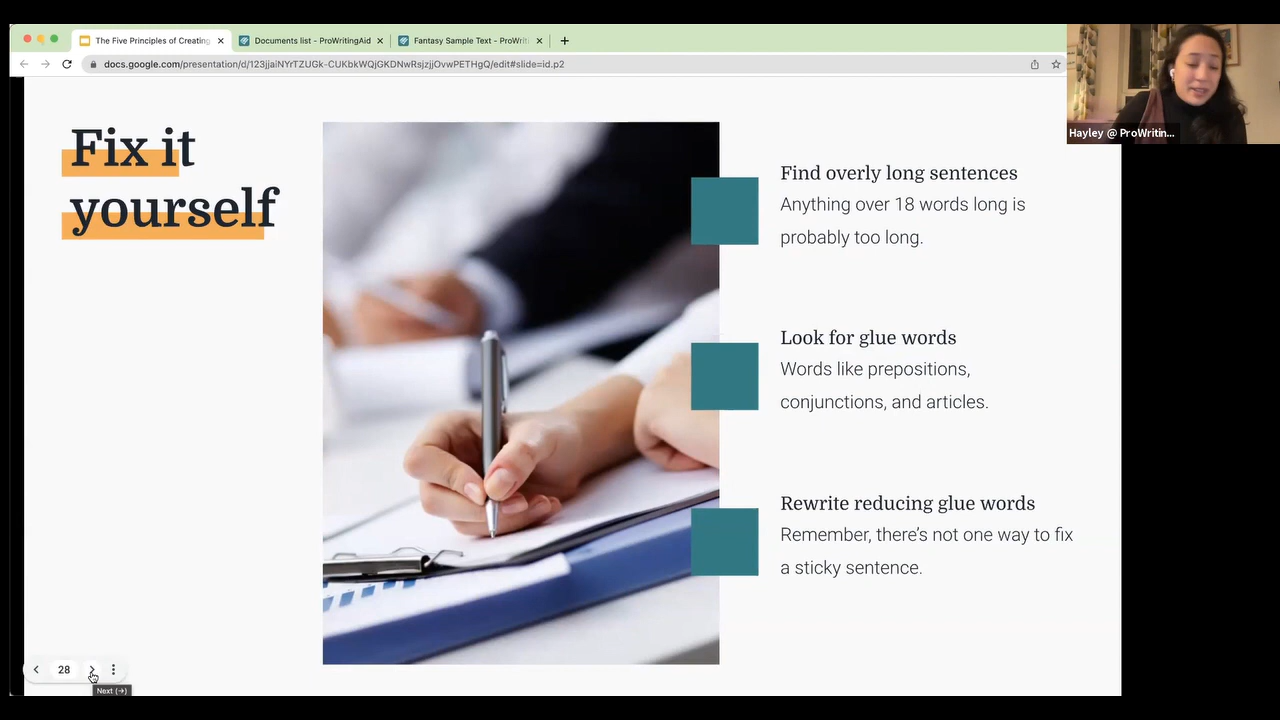 The Five Principles of Creating
Documents list - ProWritingAid
Fantasy Sample Text - ProWriti
docs.google.com/presentation/d/123jjaiNYrTZUGk-CUKbkWQjGKDNwRsjzjjOvwPETHgQ/edit#slide=id.p2
Hayley @ ProWritin...
Fix it
yourself
Find overly long sentences
Anything over 18 words long is
probably too long.
Look for glue words
Words like prepositions,
conjunctions, and articles.
Rewrite reducing glue words
Remember, there's not one way to fix
a sticky sentence.
28
Next (→)